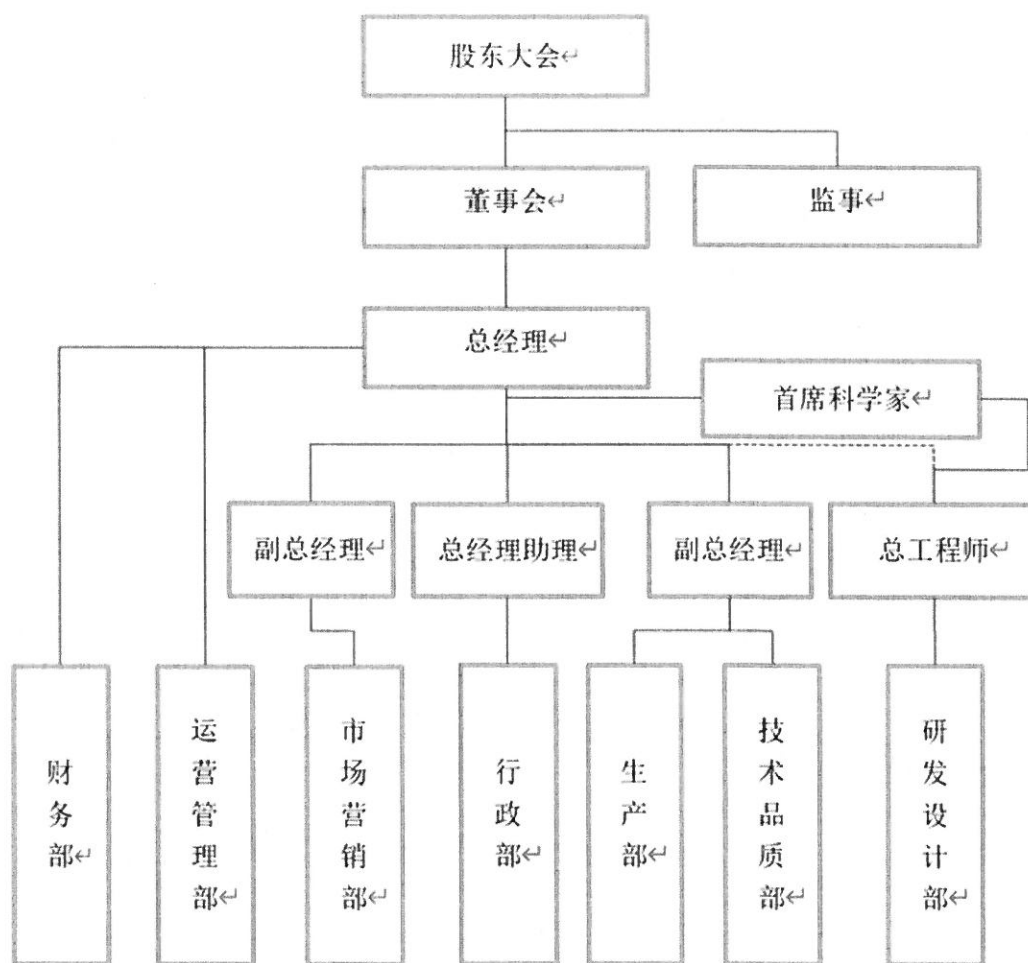 股东大会↵
董事会↵
监事↵
总经理↵
首席科学家↵
副总经理↵
总经理助理↵
副总经理↵
总工程师↵
财务部↵
运营管理部↵
市场营销部↵
行政部↵
生产部↵
技术品质部↵
研发设计部↵